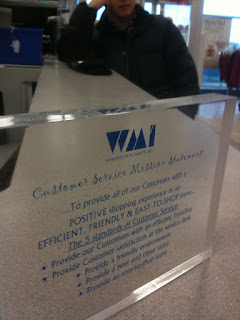 WMI
Customer Service Mission Statement
...To provide all of our Customers with a
POSITIVE shopping experience in an
EFFICIENT, FRIENDLY & EASY-TO-SHOP store...
The 5 standards of Customer Service:
★ Provide our Customers with an efficient frontline
★ Provide Customer satisfaction at the service desk
★ Provide a friendly environment
★ Provide a neat and clean store
★ Provide an easy-to-shop store